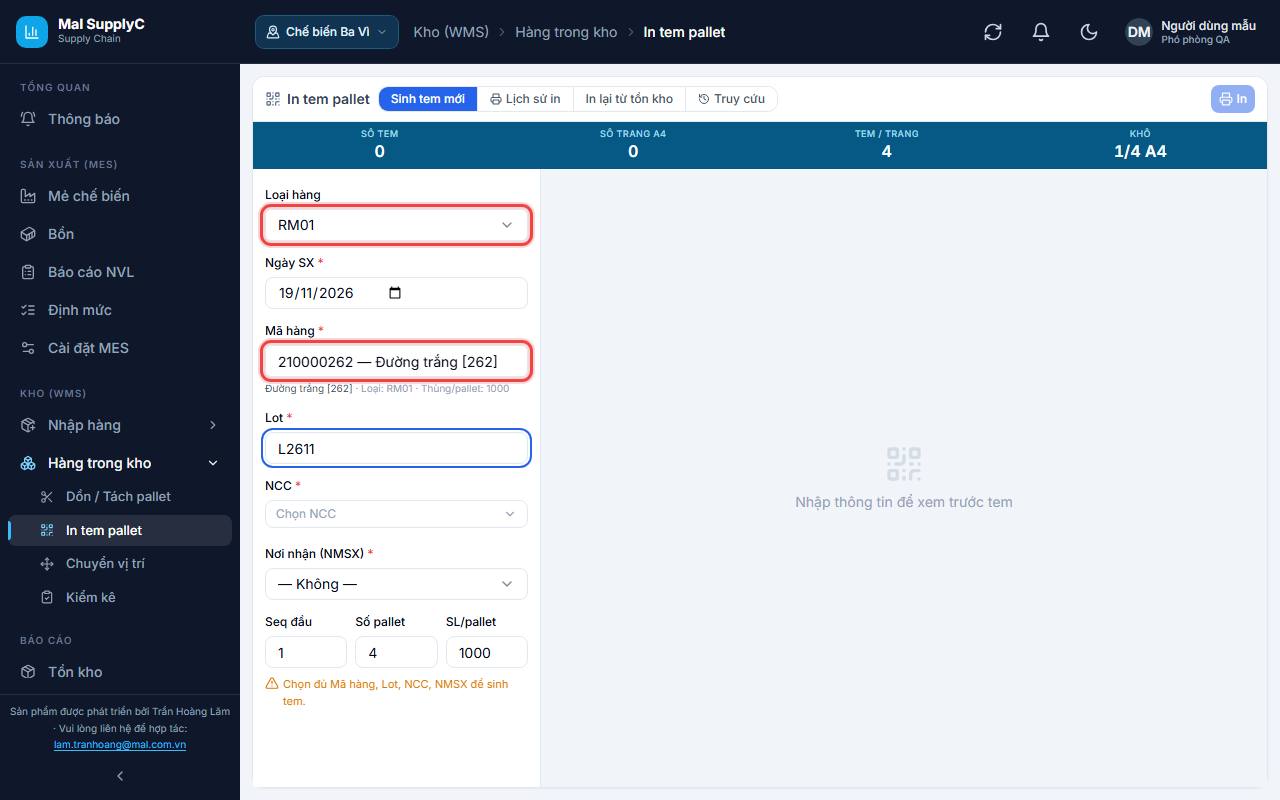 Mal SupplyC
Supply Chain
Chế biến Ba Vì
Kho (WMS) > Hàng trong kho > In tem pallet
DM
Người dùng mẫu
Phó phòng QA
TỔNG QUAN
Thông báo
SẢN XUẤT (MES)
Mẻ chế biến
Bồn
Báo cáo NVL
Định mức
Cài đặt MES
KHO (WMS)
Nhập hàng
Hàng trong kho
Dồn / Tách pallet
In tem pallet
Chuyển vị trí
Kiểm kê
BÁO CÁO
Tồn kho
Sản phẩm được phát triển bởi Trần Hoàng Lâm
· Vui lòng liên hệ để hợp tác:
lam.tranhoang@mal.com.vn
In tem pallet
Sinh tem mới
Lịch sử in
In lại từ tồn kho
Truy cứu
In
SỐ TEM
0
SỐ TRANG A4
0
TEM / TRANG
4
KHỔ
1/4 A4
Loại hàng
RM01
Ngày SX *
19/11/2026
Mã hàng *
210000262 — Đường trắng [262]
Đường trắng [262] · Loại: RM01 · Thùng/pallet: 1000
Lot *
L2611
NCC *
Chọn NCC
Nơi nhận (NMSX) *
— Không —
Seq đầu
Số pallet
SL/pallet
1
4
1000
Chọn đủ Mã hàng, Lot, NCC, NMSX để sinh
tem.
Nhập thông tin để xem trước tem